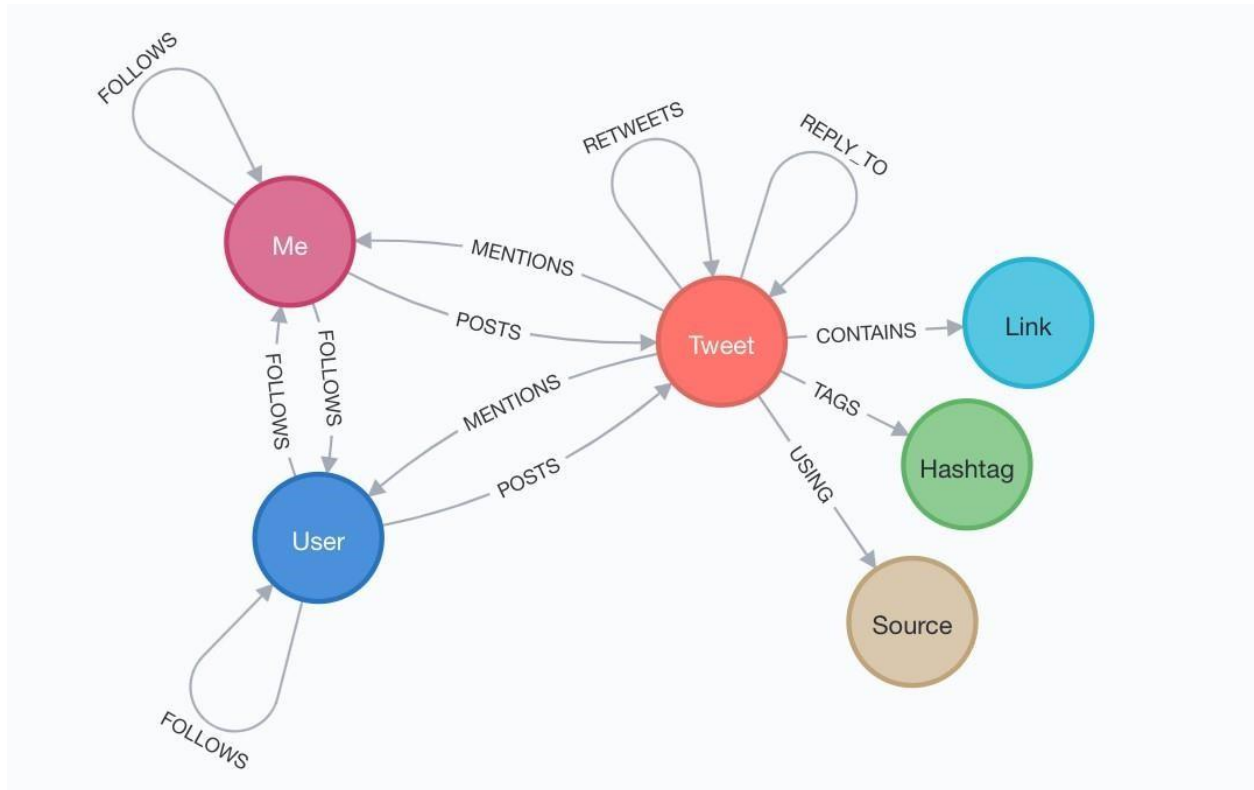 FOLLOWS
RETWEETS
REPLY_TO
Me
MENTIONS
POSTS
Tweet
CONTAINS
Link
FOLLOWS
FOLLOWS
MENTIONS
TAGS
Hashtag
POSTS
USING
User
Source
FOLLOWS